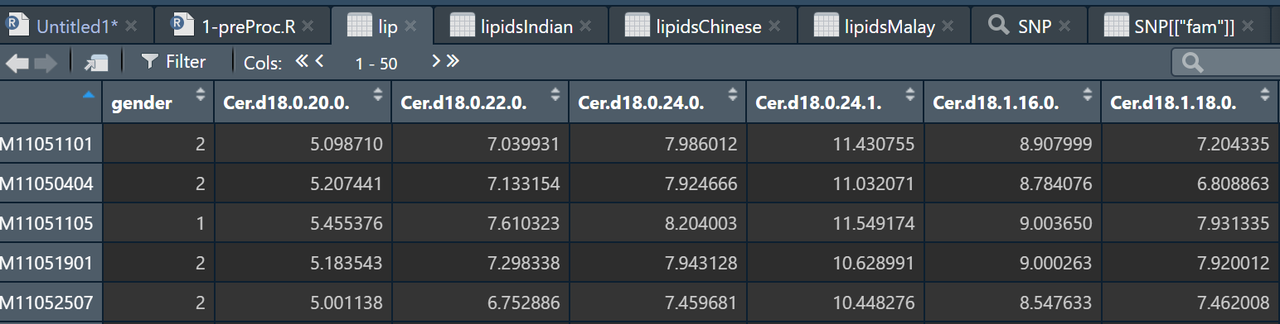 Untitled1* 1-preProc.R lip lipidsIndian lipidsChinese lipidsMalay SNP SNP[["fam"]]
Filter Cols: 1 - 50
gender Cer.d18.0.20.0. Cer.d18.0.22.0. Cer.d18.0.24.0. Cer.d18.0.24.1. Cer.d18.1.16.0. Cer.d18.1.18.0.
M11051101 2 5.098710 7.039931 7.986012 11.430755 8.907999 7.204335
M11050404 2 5.207441 7.133154 7.924666 11.032071 8.784076 6.808863
M11051105 1 5.455376 7.610323 8.204003 11.549174 9.003650 7.931335
M11051901 2 5.183543 7.298338 7.943128 10.628991 9.000263 7.920012
M11052507 2 5.001138 6.752886 7.459681 10.448276 8.547633 7.462008